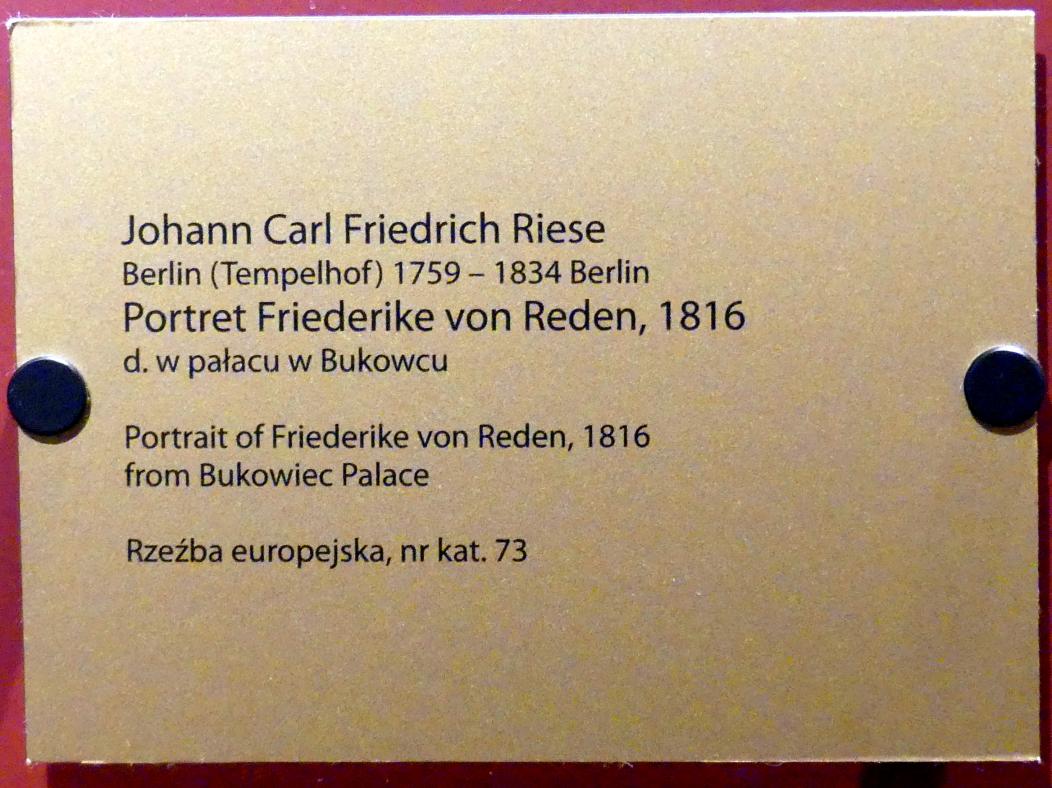 Johann Carl Friedrich Riese
Berlin (Tempelhof) 1759 – 1834 Berlin
Portret Friederike von Reden, 1816
d. w pałacu w Bukowcu
Portrait of Friederike von Reden, 1816
from Bukowiec Palace
Rzeźba europejska, nr kat. 73